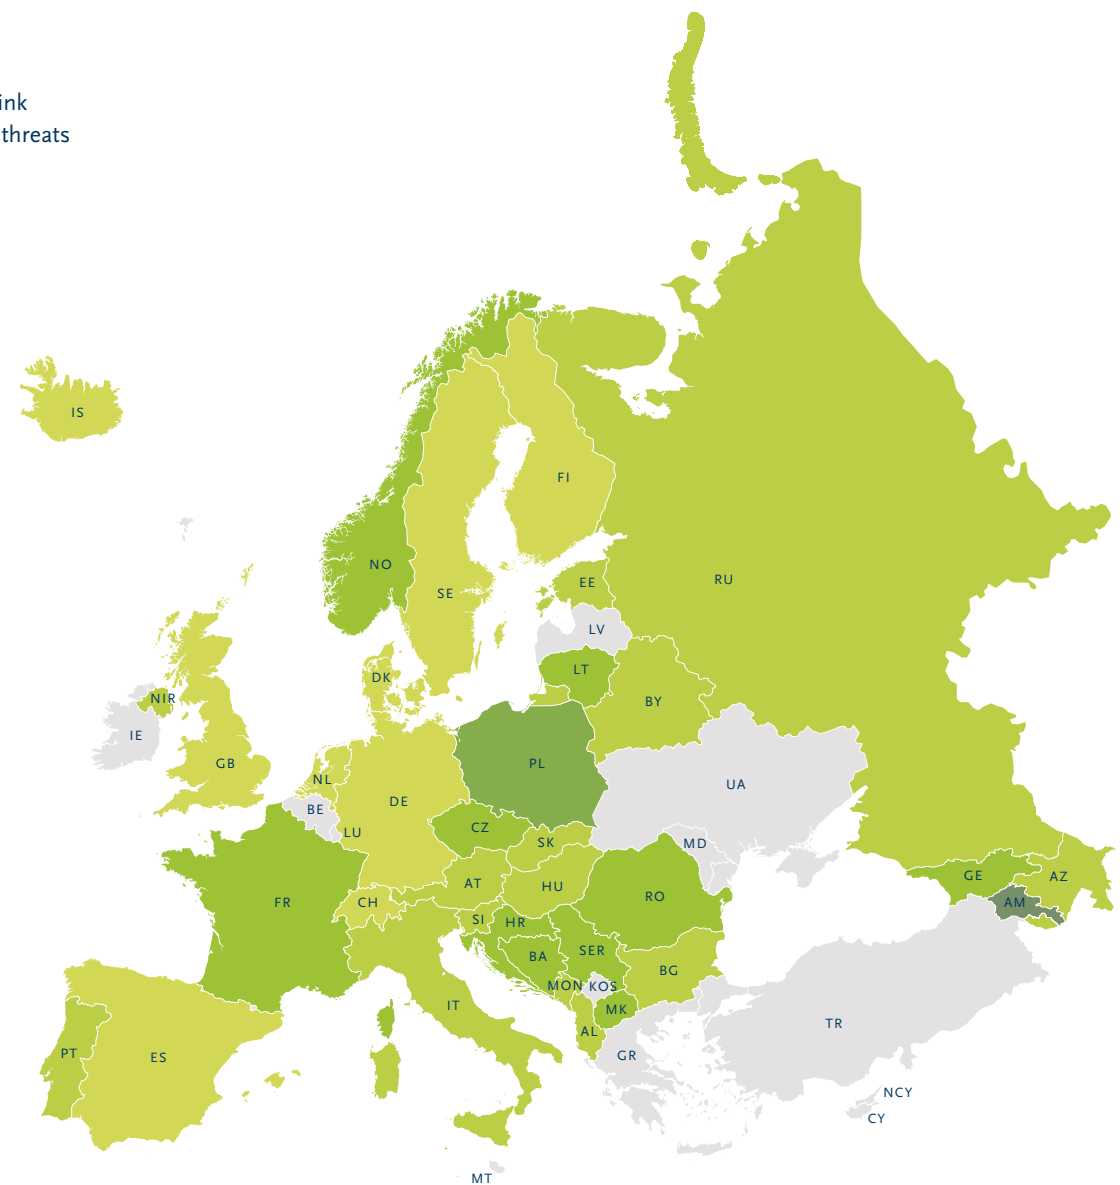 ink
threats
IS
FI
NO
RU
EE
SE
LV
LT
DK
NIR
BY
IE
GB
PL
NL
UA
DE
BE
CZ
LU
SK
MD
GE
AZ
AT
HU
RO
FR
CH
AM
SI
HR
SER
BA
BG
MON
KOS
IT
MK
TR
AL
PT
ES
GR
NCY
CY
MT